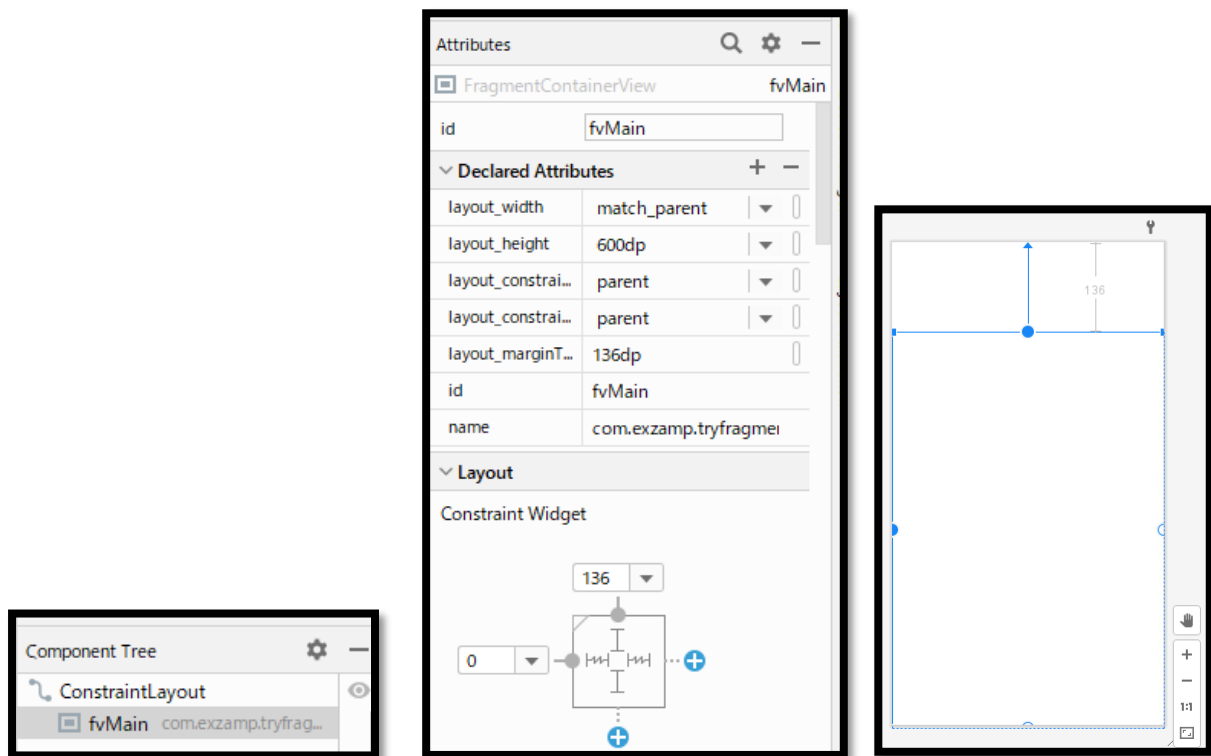 Component Tree
ConstraintLayout
fvMain com.exzamp.tryfrag...
Attributes
FragmentContainerView fvMain
id fvMain
Declared Attributes
layout_width match_parent
layout_height 600dp
layout_constrai... parent
layout_constrai... parent
layout_marginT... 136dp
id fvMain
name com.exzamp.tryfragmer
Layout
Constraint Widget
136
0
136
1:1